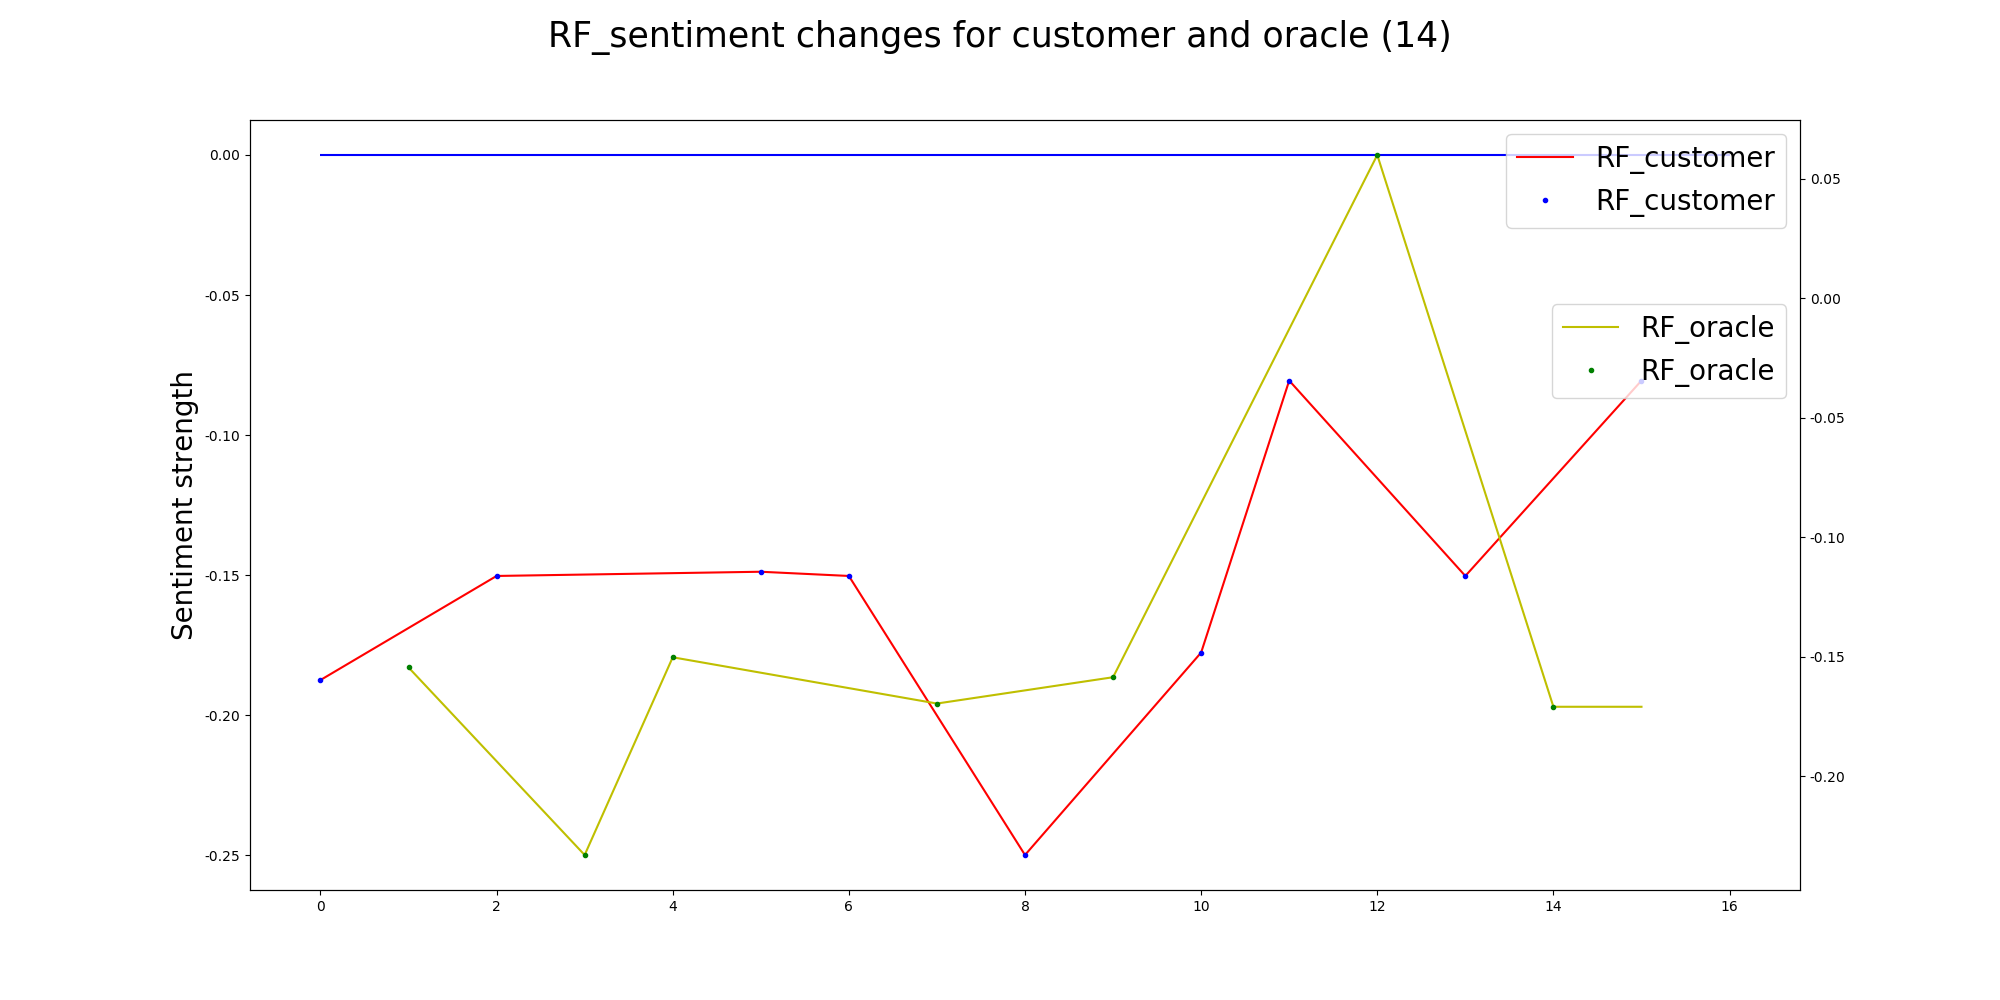 RF_sentiment changes for customer and oracle (14)
Sentiment strength
0.00
-0.05
-0.10
-0.15
-0.20
-0.25
0 2 4 6 8 10 12 14 16
0.05
0.00
-0.05
-0.10
-0.15
-0.20
RF_customer
RF_customer
RF_oracle
RF_oracle